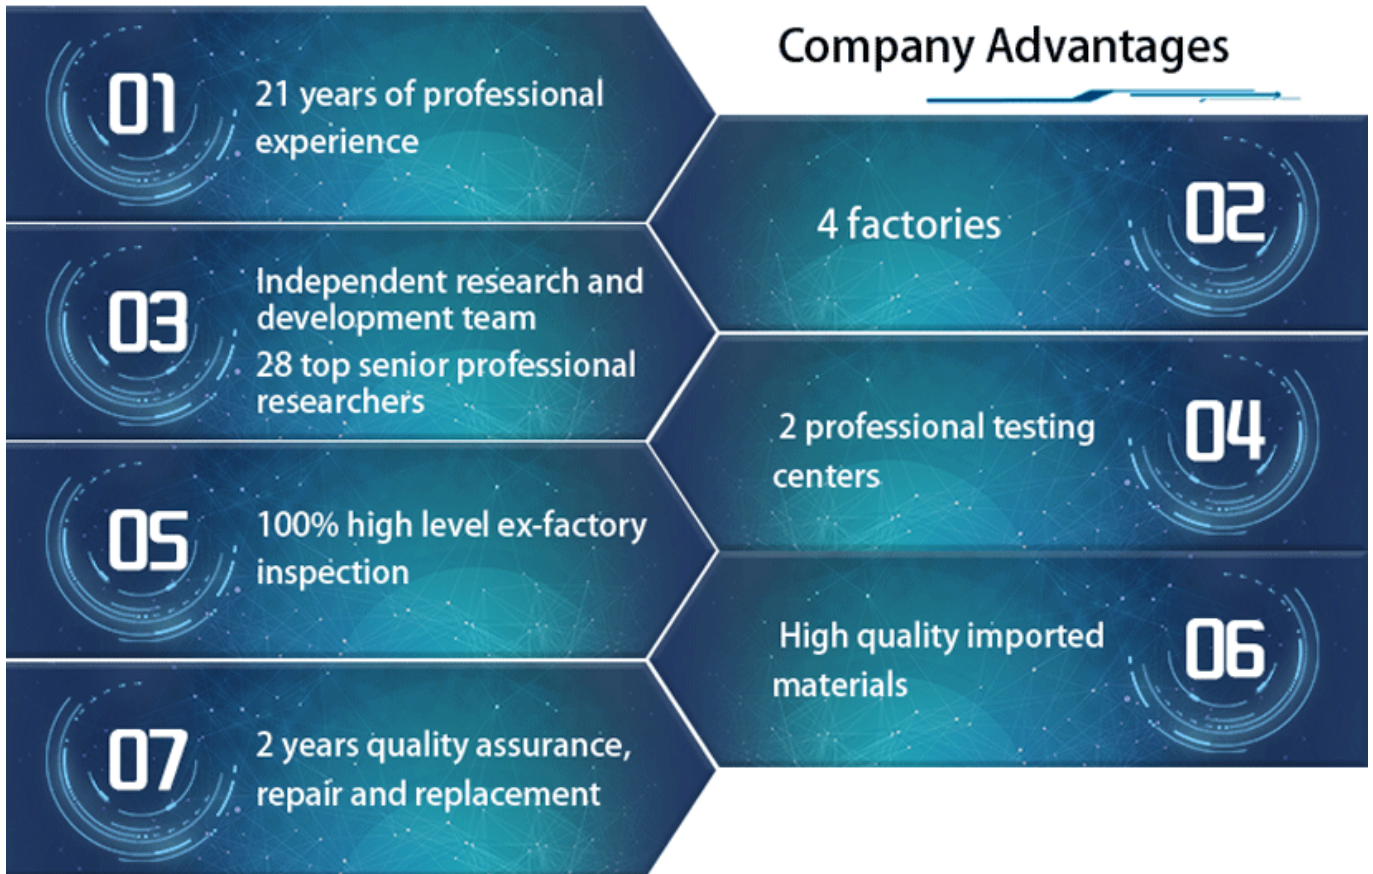 Company Advantages
01
21 years of professional
experience
02
4 factories
03
Independent research and
development team
28 top senior professional
researchers
04
2 professional testing
centers
05
100% high level ex-factory
inspection
06
High quality imported
materials
07
2 years quality assurance,
repair and replacement